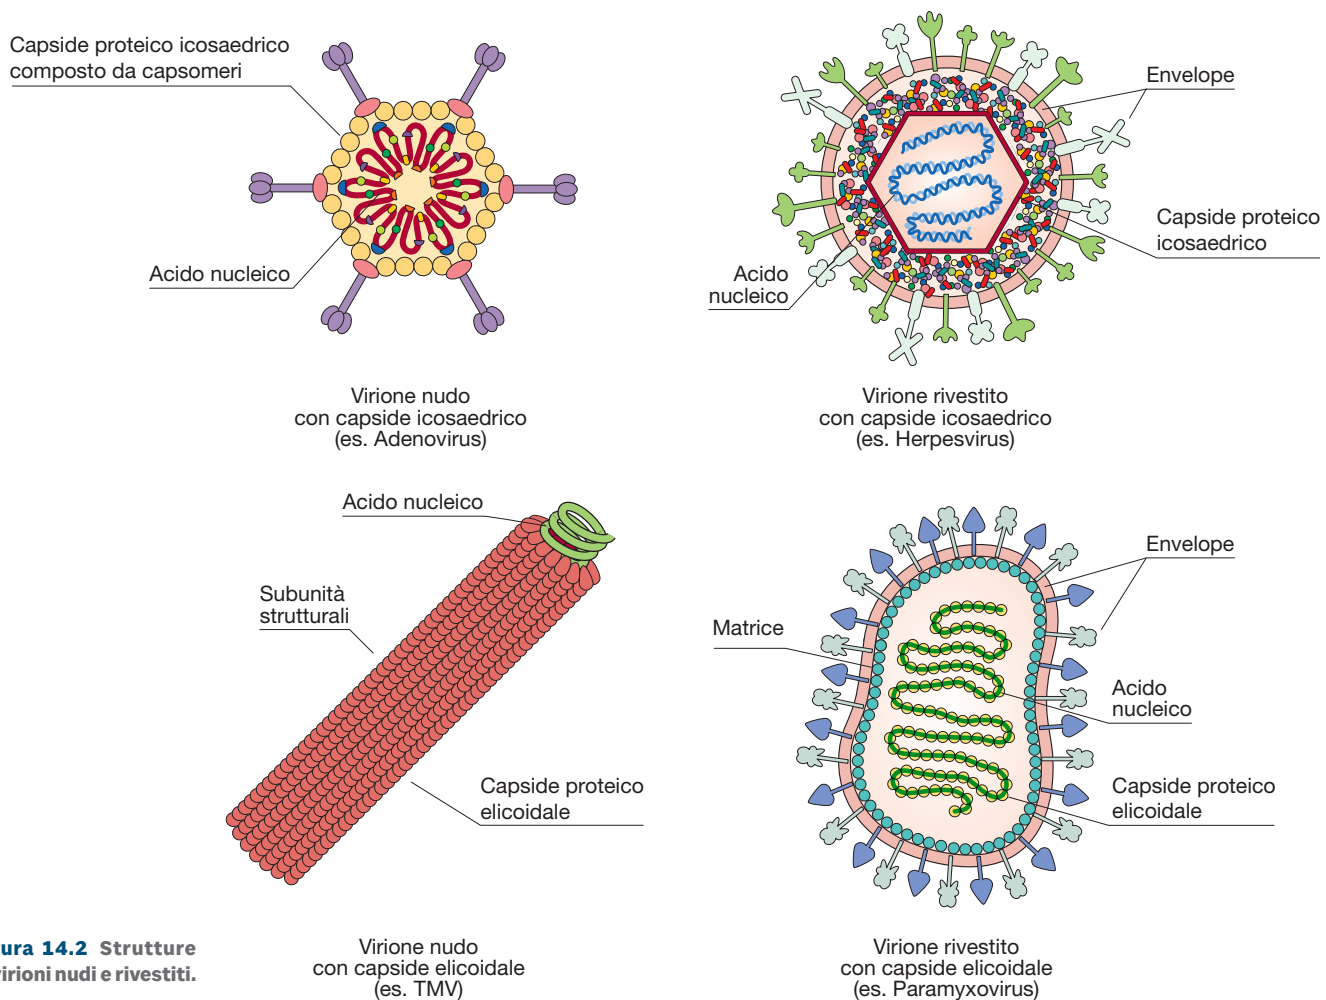 Capside proteico icosaedrico
composto da capsomeri
Acido nucleico
Virione nudo
con capside icosaedrico
(es. Adenovirus)
Envelope
Capside proteico
icosaedrico
Acido
nucleico
Virione rivestito
con capside icosaedrico
(es. Herpesvirus)
Acido nucleico
Subunità
strutturali
Capside proteico
elicoidale
Virione nudo
con capside elicoidale
(es. TMV)
Envelope
Matrice
Acido
nucleico
Capside proteico
elicoidale
Virione rivestito
con capside elicoidale
(es. Paramyxovirus)
14.2 Strutture
virioni nudi e rivestiti.